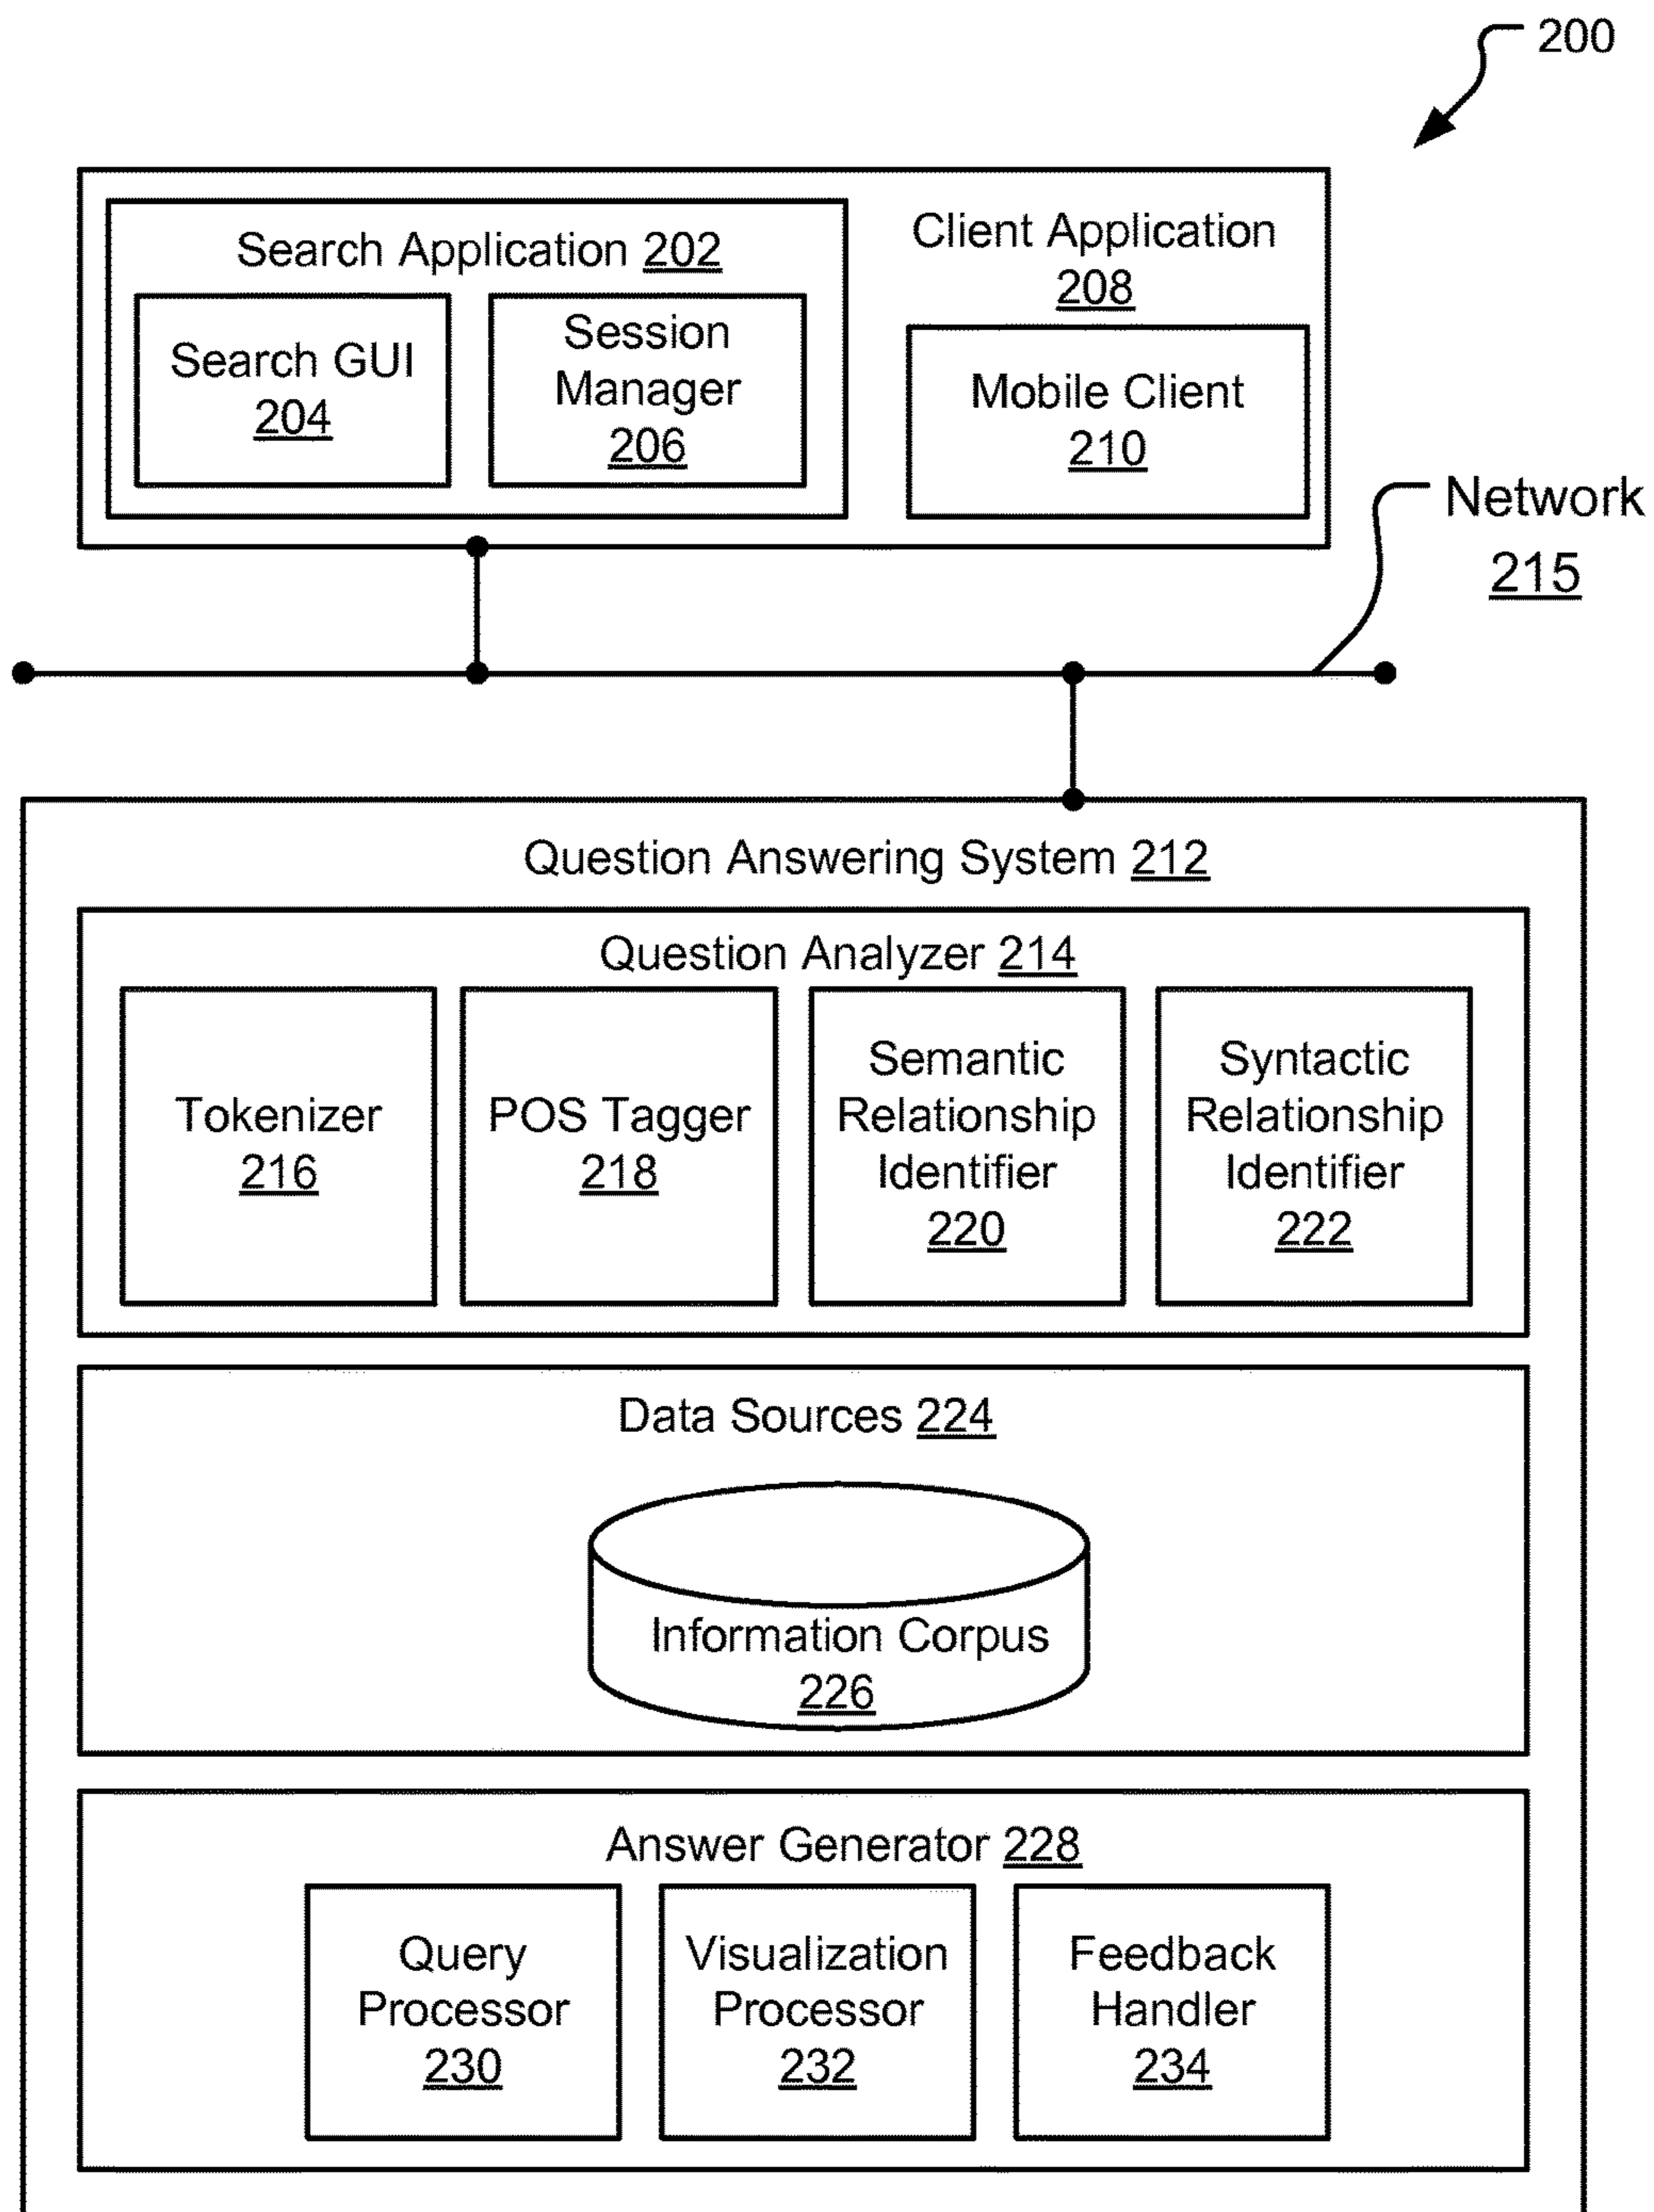 200
Search Application 202
Search GUI
204
Session
Manager
206
Client Application
208
Mobile Client
210
Network
215
Question Answering System 212
Question Analyzer 214
Tokenizer
216
POS Tagger
218
Semantic
Relationship
Identifier
220
Syntactic
Relationship
Identifier
222
Data Sources 224
Information Corpus
226
Answer Generator 228
Query
Processor
230
Visualization
Processor
232
Feedback
Handler
234